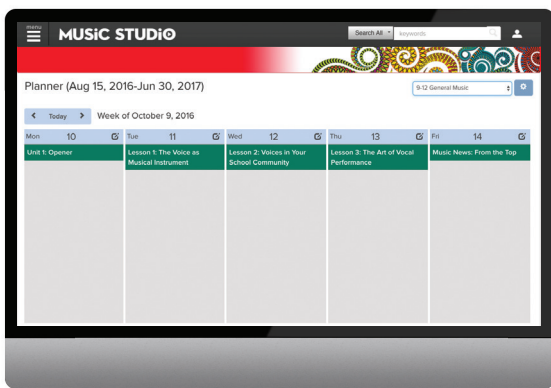 menu
MUSiC STUDiO
Search All
keywords
Planner (Aug 15, 2016-Jun 30, 2017)
9-12 General Music
Today
Week of October 9, 2016
Mon 10 Tue 11 Wed 12 Thu 13 Fri 14
Unit 1: Opener
Lesson 1: The Voice as
Musical Instrument
Lesson 2: Voices in Your
School Community
Lesson 3: The Art of Vocal
Performance
Music News: From the Top